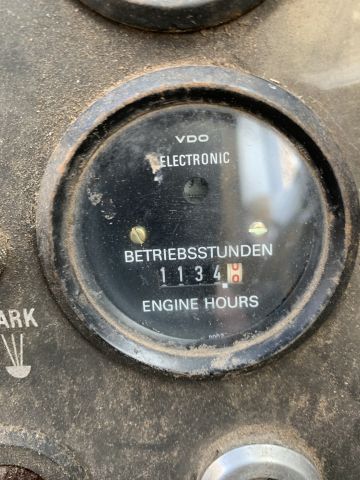 VDO
ELECTRONIC
BETRIEBSSTUNDEN
1134
ENGINE HOURS
ARK